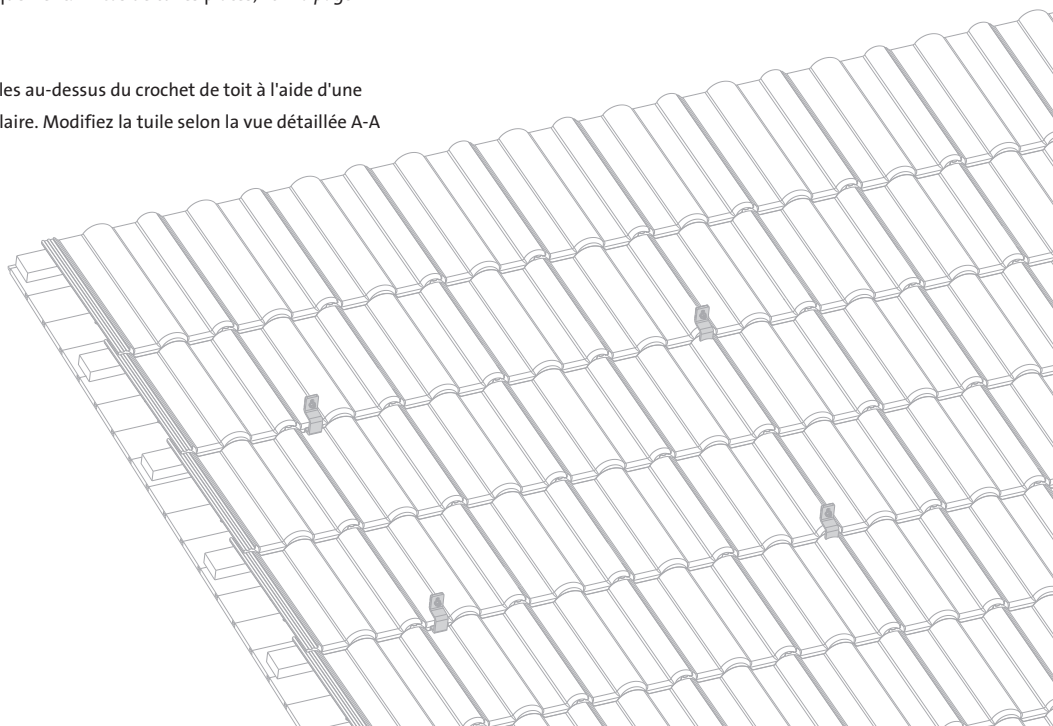 les au-dessus du crochet de toit à l'aide d'une
laire. Modifiez la tuile selon la vue détaillée A-A